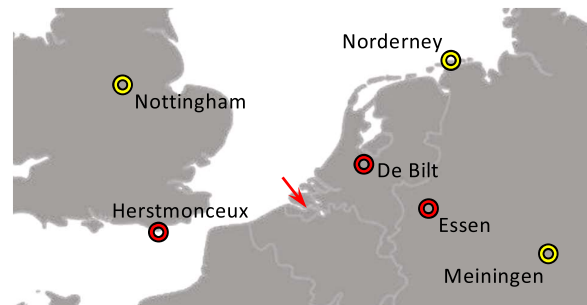 Norderney
Nottingham
De Bilt
Herstmonceux
Essen
Meiningen